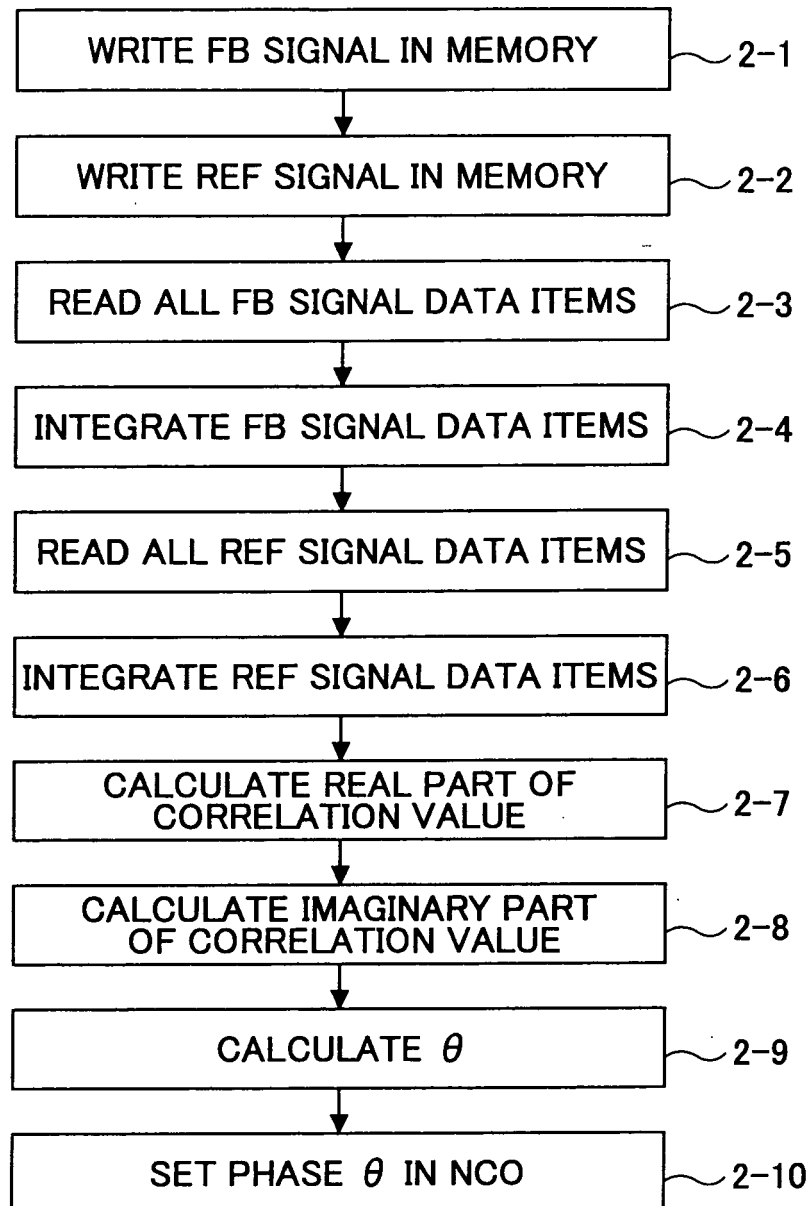 WRITE FB SIGNAL IN MEMORY 2-1
WRITE REF SIGNAL IN MEMORY 2-2
READ ALL FB SIGNAL DATA ITEMS 2-3
INTEGRATE FB SIGNAL DATA ITEMS 2-4
READ ALL REF SIGNAL DATA ITEMS 2-5
INTEGRATE REF SIGNAL DATA ITEMS 2-6
CALCULATE REAL PART OF
CORRELATION VALUE 2-7
CALCULATE IMAGINARY PART
OF CORRELATION VALUE 2-8
CALCULATE θ 2-9
SET PHASE θ IN NCO 2-10